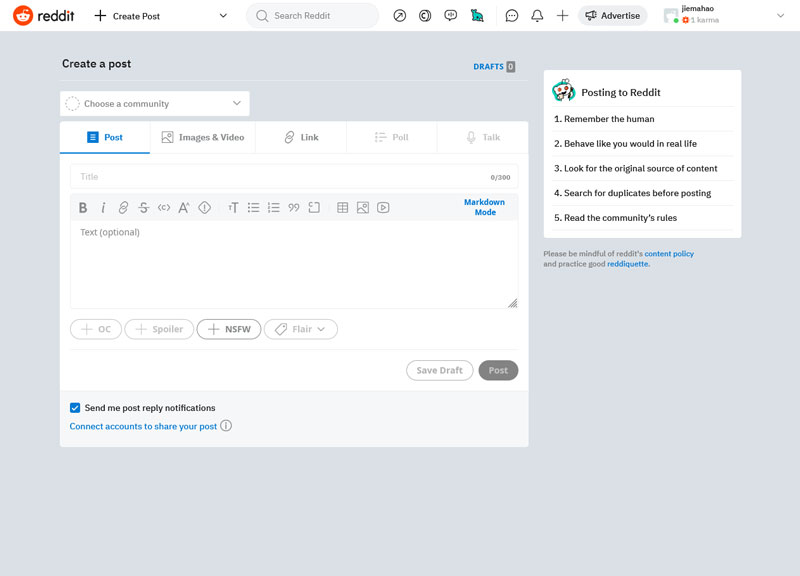 reddit
Create Post
Search Reddit
Advertise
jiemahao
1 karma
Create a post
DRAFTS 0
Choose a community
Post
Images & Video
Link
Poll
Talk
Title
0/300
Markdown
Mode
Text (optional)
OC
Spoiler
NSFW
Flair
Save Draft
Post
Send me post reply notifications
Connect accounts to share your post
Posting to Reddit
1. Remember the human
2. Behave like you would in real life
3. Look for the original source of content
4. Search for duplicates before posting
5. Read the community's rules
Please be mindful of reddit's content policy
and practice good reddiquette.